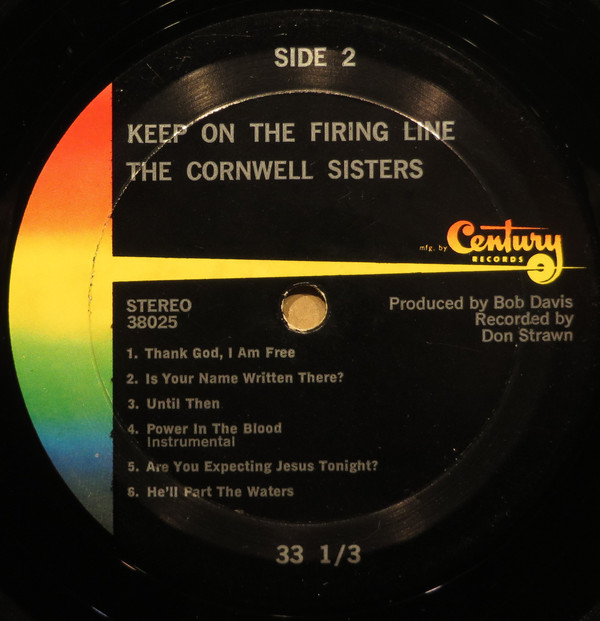 SIDE 2
KEEP ON THE FIRING LINE
THE CORNWELL SISTERS
mfg. by Century
RECORDS
STEREO
38025
Produced by Bob Davis
Recorded by
Don Strawn
1. Thank God, I Am Free
2. Is Your Name Written There?
3. Until Then
4. Power In The Blood
Instrumental
5. Are You Expecting Jesus Tonight?
6. He'll Part The Waters
33 1/3